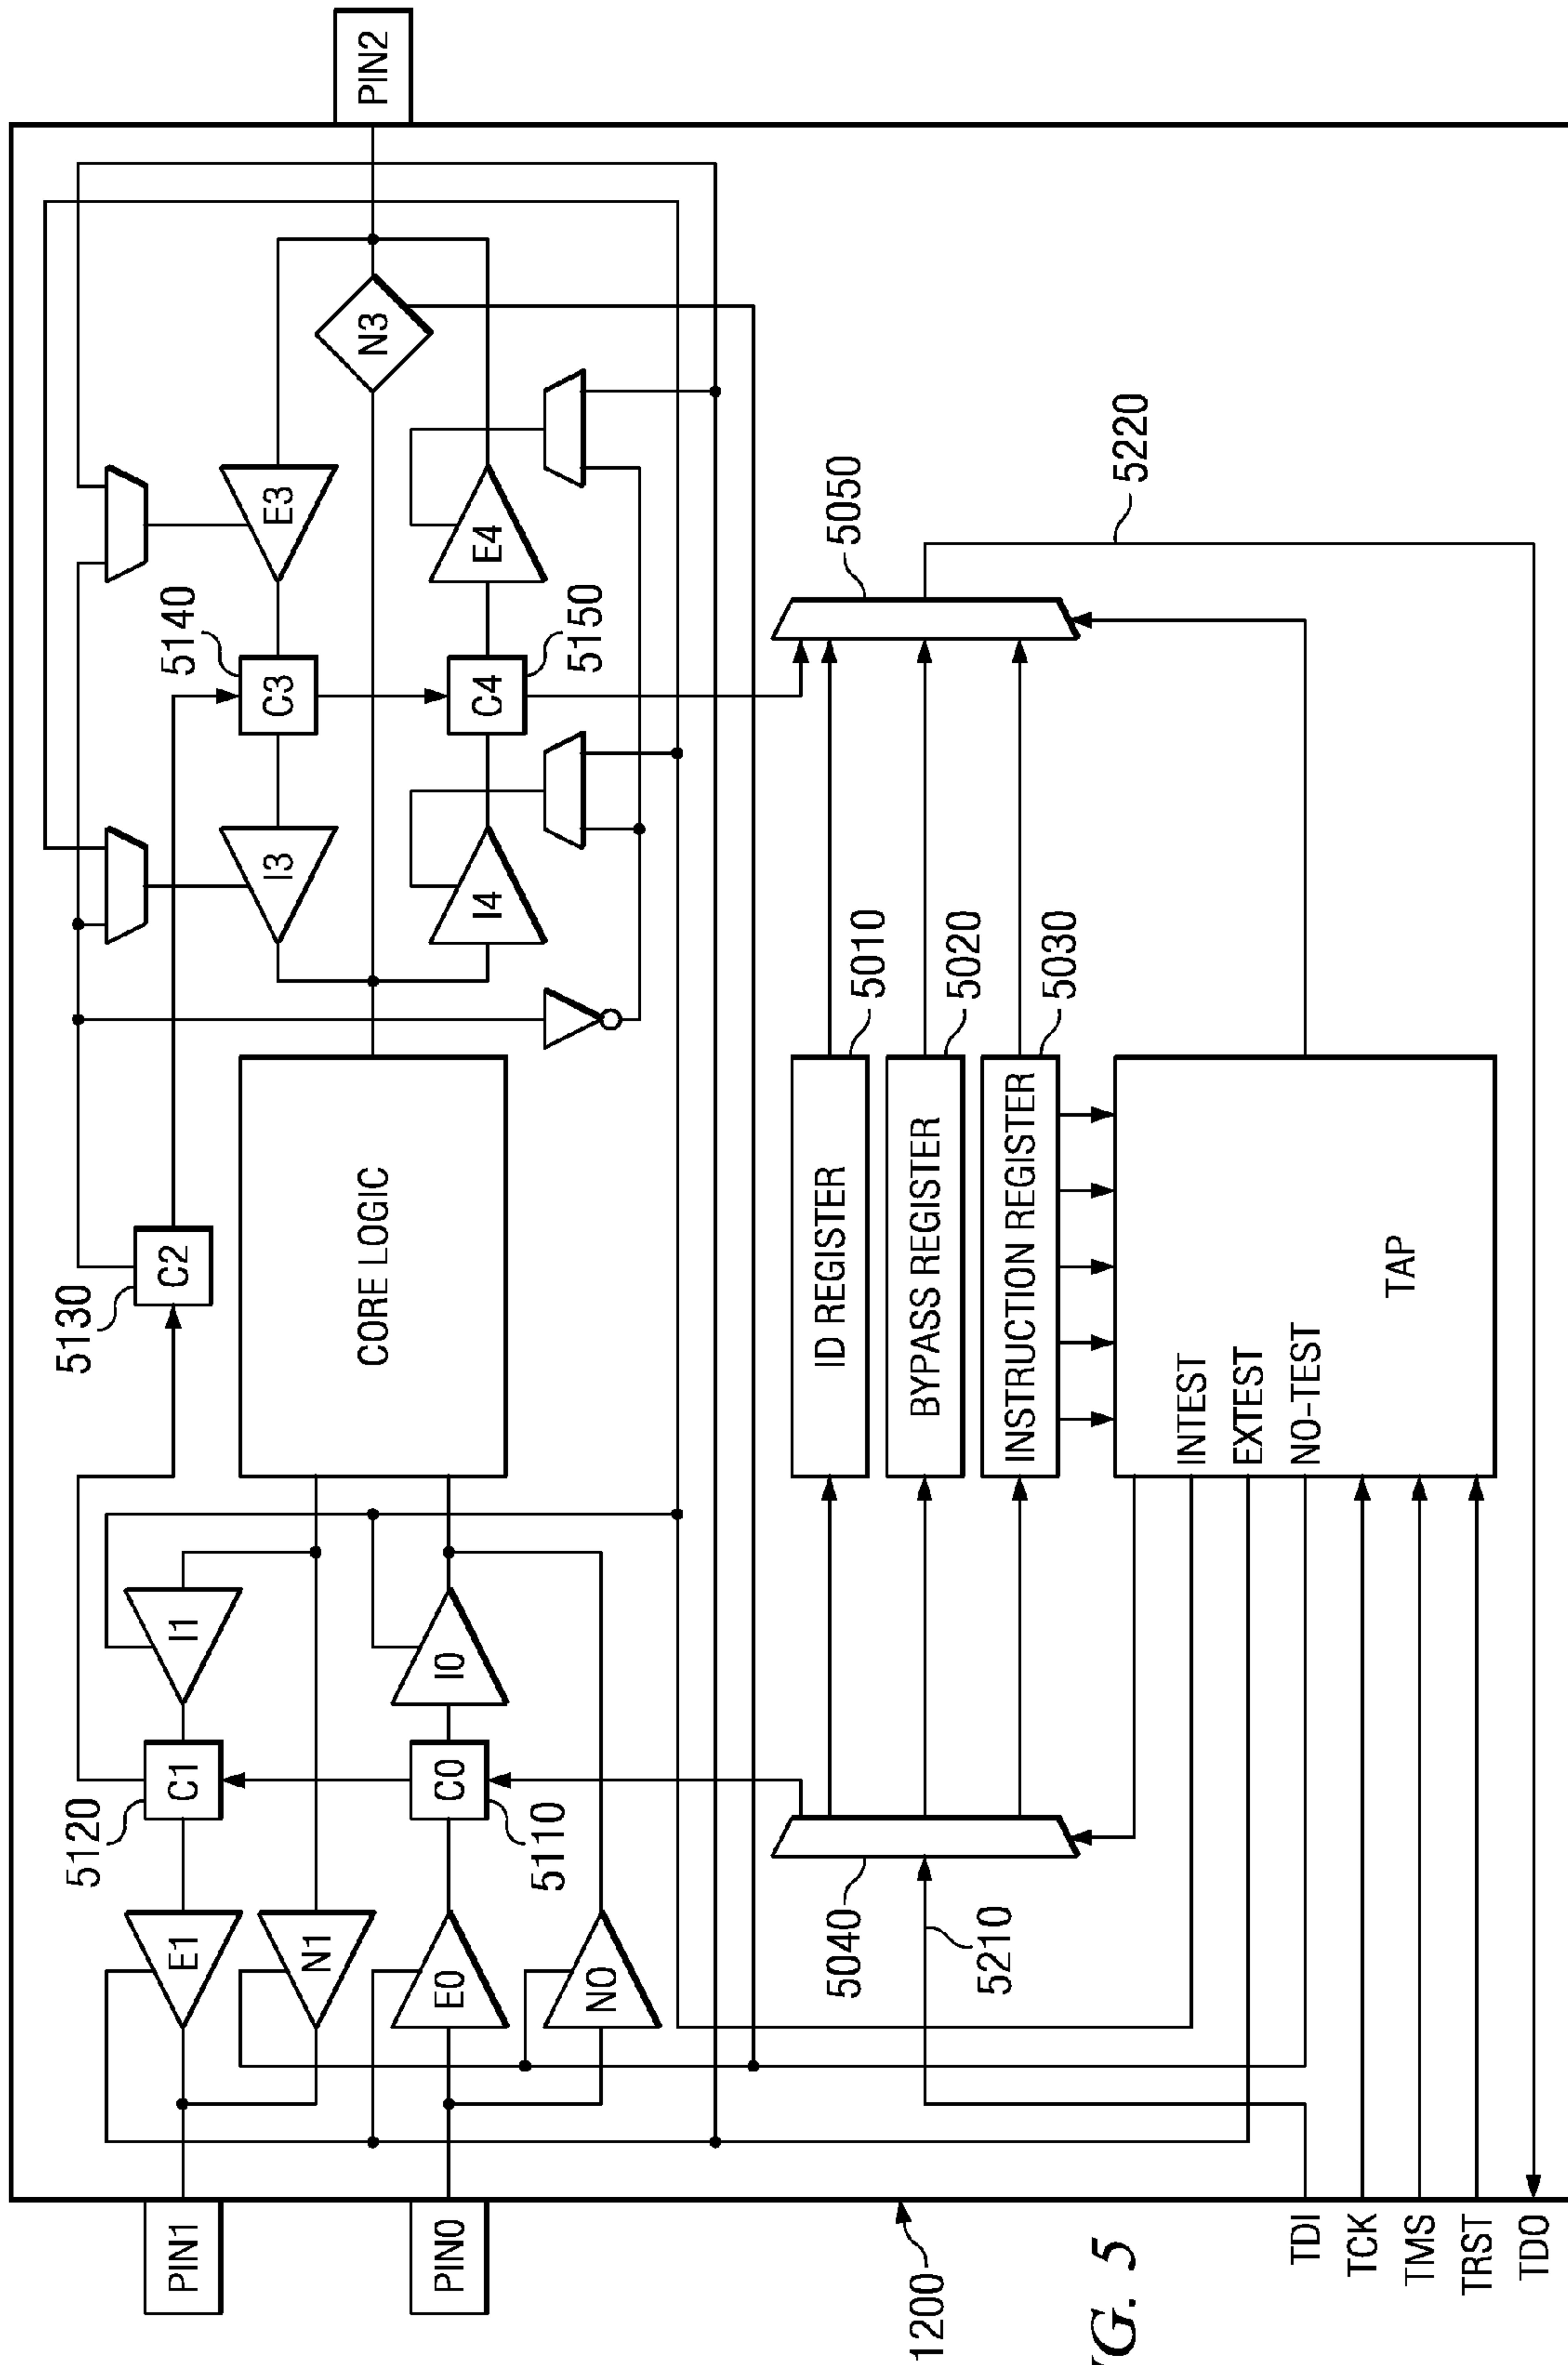 PIN1
PIN0
PIN2
5120
C1
I1
E1
N1
5110
C0
I0
E0
N0
5130
C2
CORE LOGIC
5140
C3
I3
E3
N3
5150
C4
I4
E4
5040
5210
ID REGISTER
5010
BYPASS REGISTER
5020
INSTRUCTION REGISTER
5030
5050
5220
INTEST
EXTEST
NO-TEST
TAP
TDI
TCK
TMS
TRST
TDO
1200
5